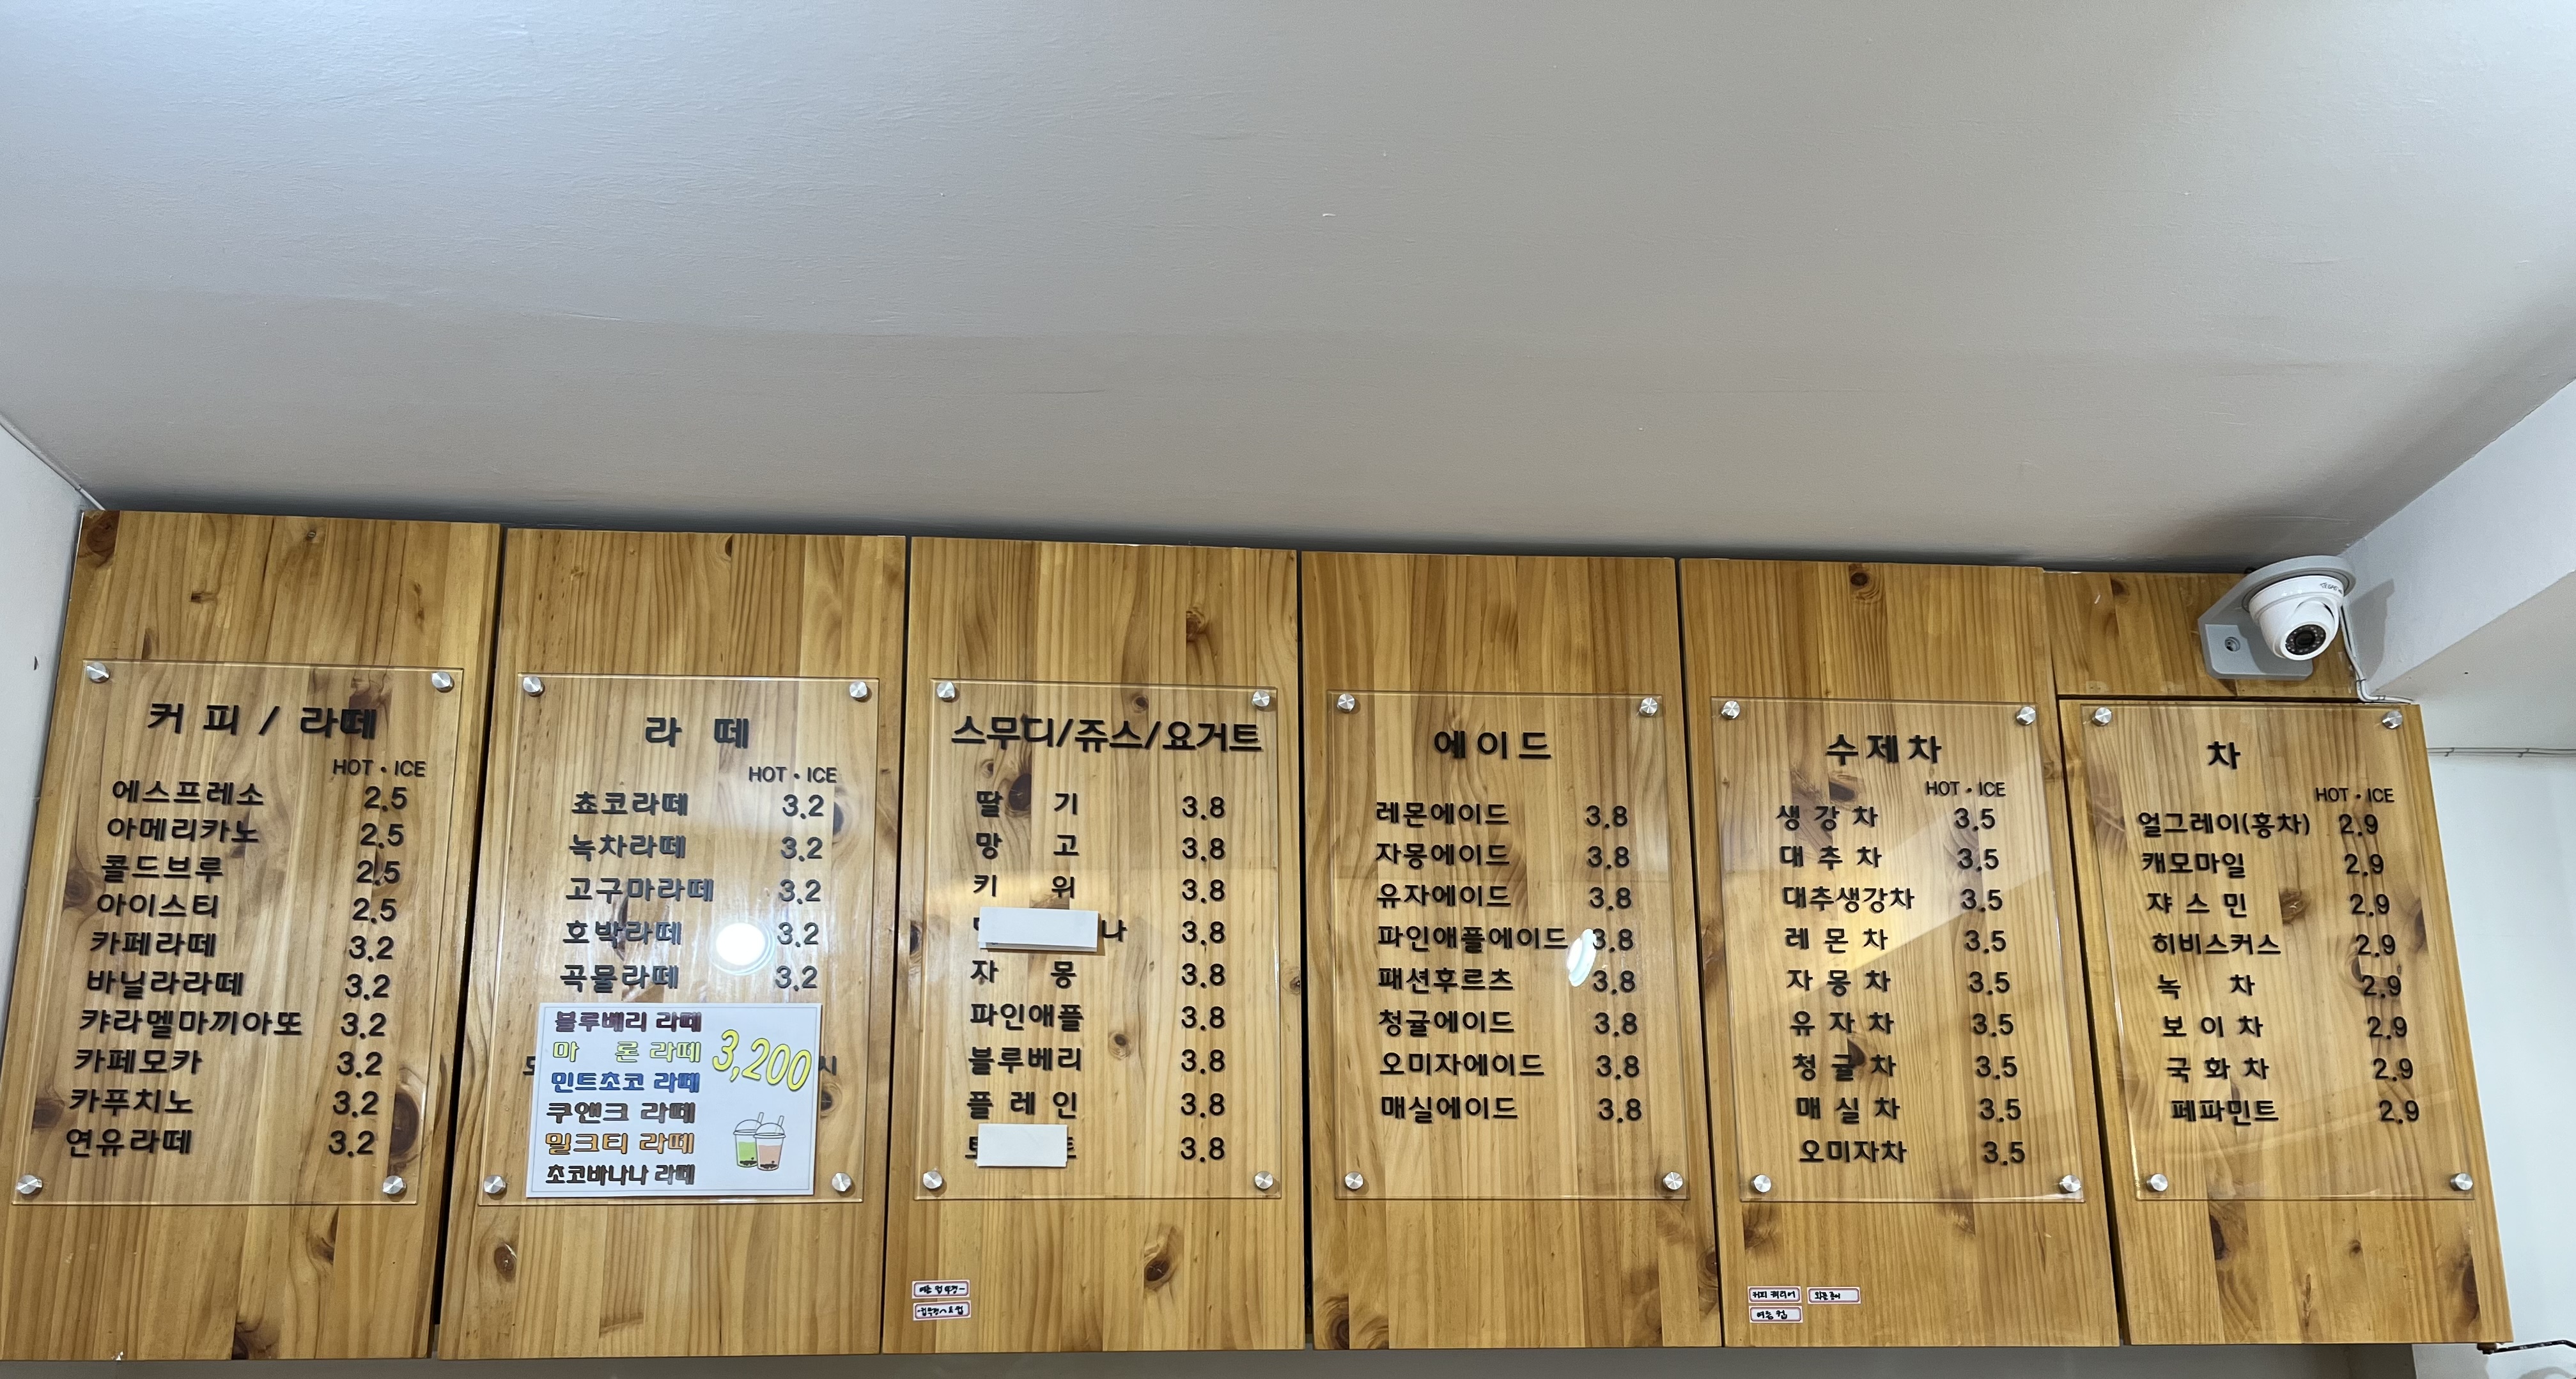 커 피 / 라떼
HOT · ICE
에스프레소 2.5
아메리카노 2.5
콜드브루 2.5
아이스티 2.5
카페라떼 3.2
바닐라라떼 3.2
캬라멜마끼아또 3.2
카페모카 3.2
카푸치노 3.2
연유라떼 3.2
라 떼
HOT · ICE
쵸코라떼 3.2
녹차라떼 3.2
고구마라떼 3.2
호박라떼 3.2
곡물라떼 3.2
블루베리 라떼
마 론 라떼
3,200
민트초코 라떼
쿠앤크 라떼
밀크티 라떼
초코바나나 라떼
스무디/쥬스/요거트
딸 기 3.8
망 고 3.8
키 위 3.8
나 3.8
자 몽 3.8
파인애플 3.8
블루베리 3.8
플 레 인 3.8
3.8
에이드
레몬에이드 3.8
자몽에이드 3.8
유자에이드 3.8
파인애플에이드 3.8
패션후르츠 3.8
청귤에이드 3.8
오미자에이드 3.8
매실에이드 3.8
수제차
HOT · ICE
생 강 차 3.5
대 추 차 3.5
대추생강차 3.5
레 몬 차 3.5
자 몽 차 3.5
유 자 차 3.5
청 귤 차 3.5
매 실 차 3.5
오미자차 3.5
커피 캐리어
차
HOT · ICE
얼그레이(홍차) 2.9
캐모마일 2.9
쟈 스 민 2.9
히비스커스 2.9
녹 차 2.9
보 이 차 2.9
국 화 차 2.9
페파민트 2.9